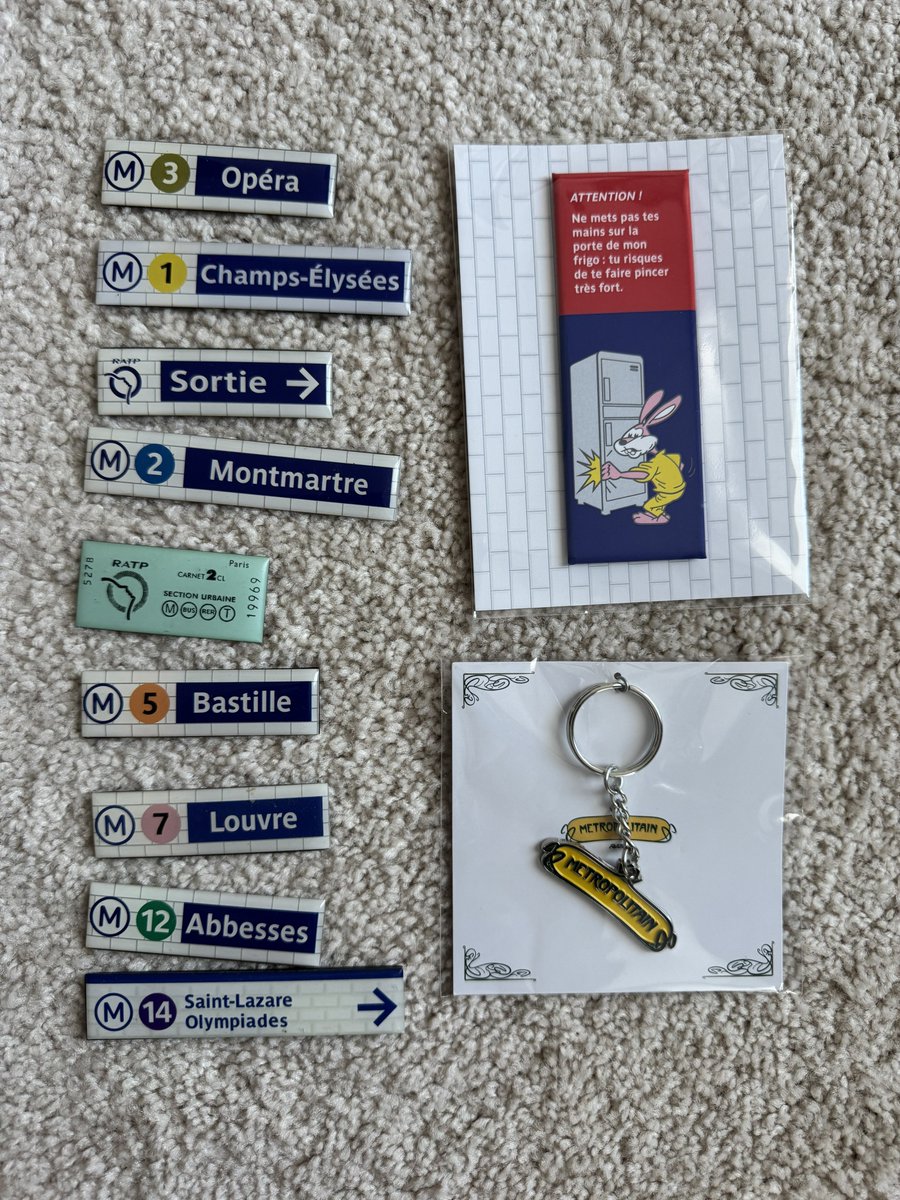 M 3 Opéra
M 1 Champs-Élysées
RATP
Sortie →
M 2 Montmartre
5278
RATP
Paris
CARNET 2 CL
SECTION URBAINE
M BUS RER T
19969
M 5 Bastille
M 7 Louvre
M 12 Abbesses
M 14 Saint-Lazare
Olympiades →
ATTENTION !
Ne mets pas tes
mains sur la
porte de mon
frigo : tu risques
de te faire pincer
très fort.
METROPOLITAIN
METROPOLITAIN